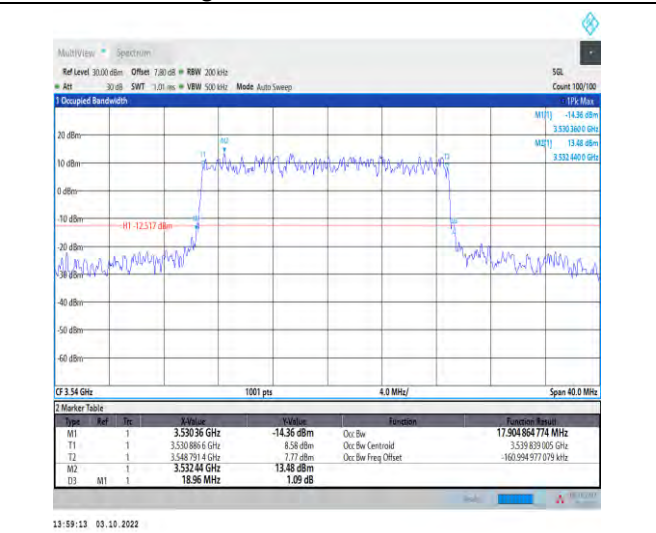 MultiView Spectrum
Ref Level 30.00 dBm Offset 7.80 dB RBW 200 kHz SGL
Att 30 dB SWT 1.01 ms VBW 500 kHz Mode Auto Sweep Count 100/100
1 Occupied Bandwidth 1Pk Max
M1[1] -14.36 dBm
3.530 360 0 GHz
M2[1] 13.48 dBm
3.532 440 0 GHz
20 dBm
M2
T1
T2
10 dBm
0 dBm
-10 dBm
H1 -12.517 dBm
-20 dBm
-30 dBm
-40 dBm
-50 dBm
-60 dBm
CF 3.54 GHz 1001 pts 4.0 MHz/ Span 40.0 MHz
2 Marker Table
Type Ref Trc X-Value Y-Value Function Function Result
M1 1 3.530 36 GHz -14.36 dBm Occ Bw 17.904 864 774 MHz
T1 1 3.530 886 6 GHz 8.58 dBm Occ Bw Centroid 3.539 839 005 GHz
T2 1 3.548 791 4 GHz 7.77 dBm Occ Bw Freq Offset -160.994 977 079 kHz
M2 1 3.532 44 GHz 13.48 dBm
D3 M1 1 18.96 MHz 1.09 dB
13:59:13 03.10.2022